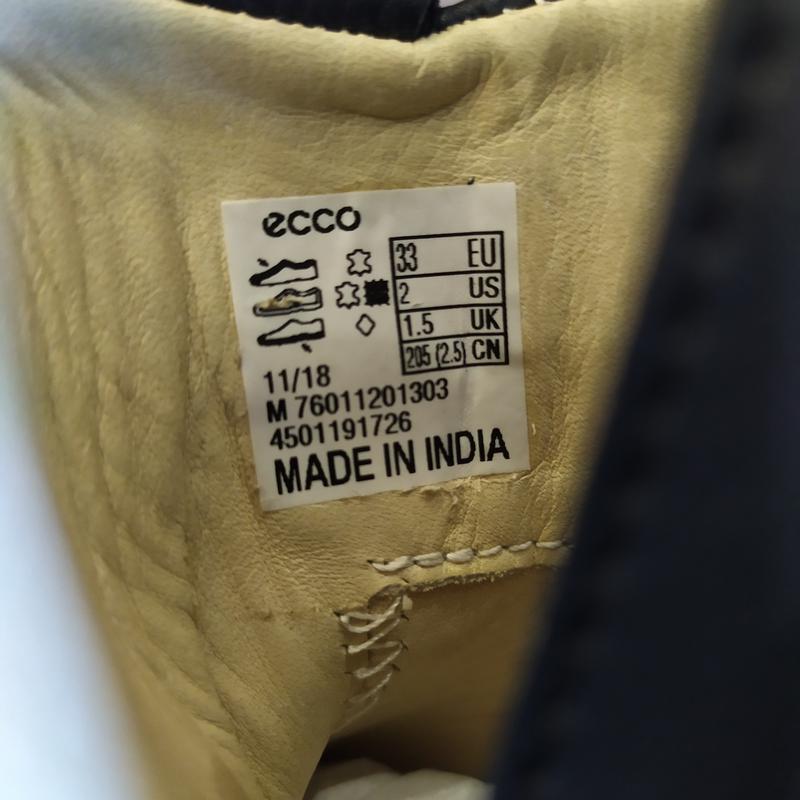 ecco
33 EU
2 US
1.5 UK
205 (2.5) CN
11/18
M 76011201303
4501191726
MADE IN INDIA